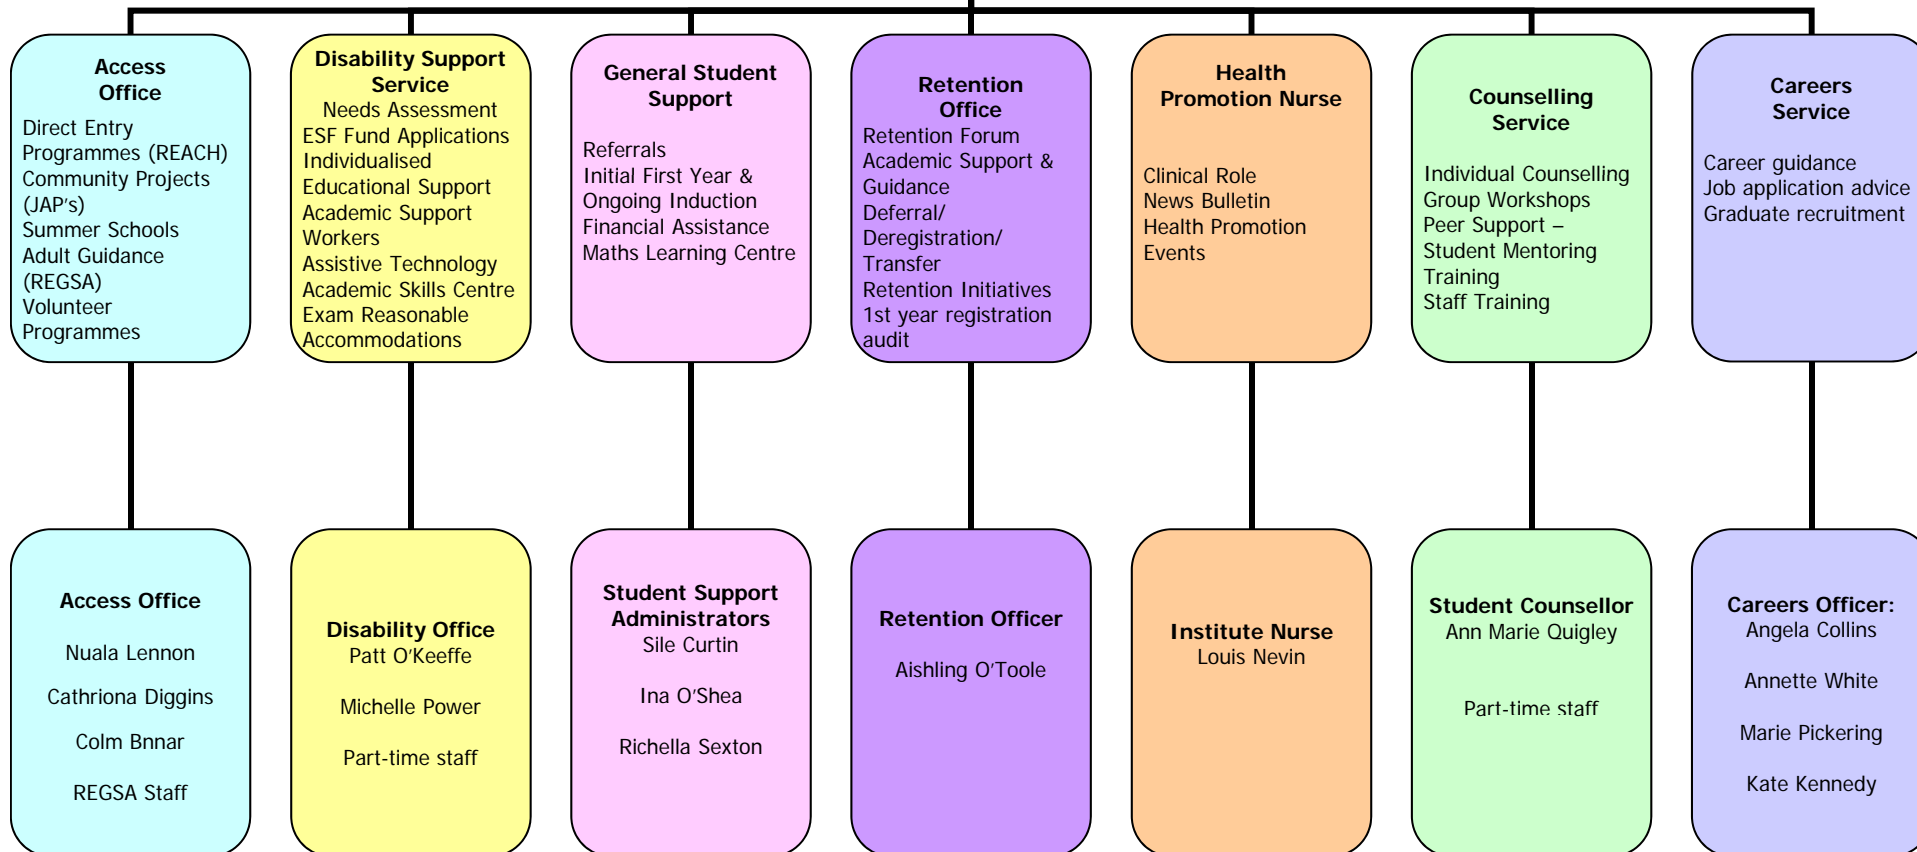 Access
Office
Direct Entry
Programmes (REACH)
Community Projects
(JAP's)
Summer Schools
Adult Guidance
(REGSA)
Volunteer
Programmes
Disability Support
Service
Needs Assessment
ESF Fund Applications
Individualised
Educational Support
Academic Support
Workers
Assistive Technology
Academic Skills Centre
Exam Reasonable
Accommodations
General Student
Support
Referrals
Initial First Year &
Ongoing Induction
Financial Assistance
Maths Learning Centre
Retention
Office
Retention Forum
Academic Support &
Guidance
Deferral/
Deregistration/
Transfer
Retention Initiatives
1st year registration
audit
Health
Promotion Nurse
Clinical Role
News Bulletin
Health Promotion
Events
Counselling
Service
Individual Counselling
Group Workshops
Peer Support –
Student Mentoring
Training
Staff Training
Careers
Service
Career guidance
Job application advice
Graduate recruitment
Access Office
Nuala Lennon
Cathriona Diggins
Colm Bnnar
REGSA Staff
Disability Office
Patt O'Keeffe
Michelle Power
Part-time staff
Student Support
Administrators
Sile Curtin
Ina O'Shea
Richella Sexton
Retention Officer
Aishling O'Toole
Institute Nurse
Louis Nevin
Student Counsellor
Ann Marie Quigley
Part-time staff
Careers Officer:
Angela Collins
Annette White
Marie Pickering
Kate Kennedy